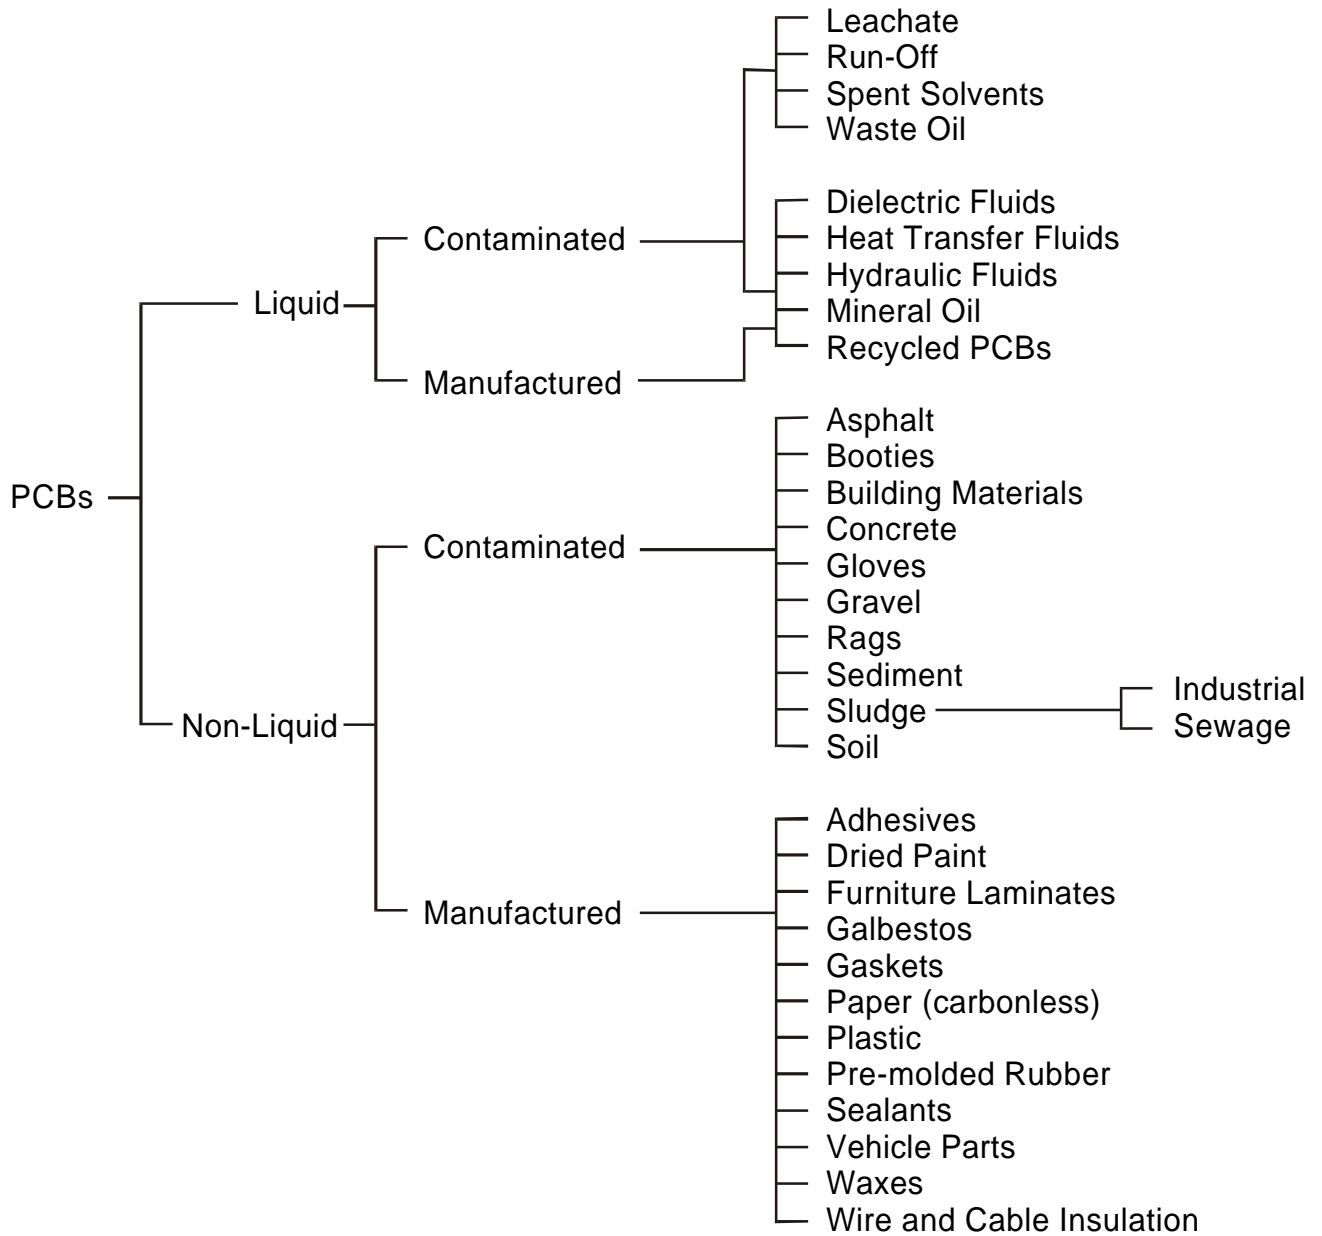 Leachate
Run-Off
Spent Solvents
Waste Oil
Dielectric Fluids
Heat Transfer Fluids
Hydraulic Fluids
Mineral Oil
Recycled PCBs
Contaminated
Liquid
Manufactured
PCBs
Asphalt
Booties
Building Materials
Concrete
Gloves
Gravel
Rags
Sediment
Sludge
Soil
Contaminated
Industrial
Sewage
Non-Liquid
Adhesives
Dried Paint
Furniture Laminates
Galbestos
Gaskets
Paper (carbonless)
Plastic
Pre-molded Rubber
Sealants
Vehicle Parts
Waxes
Wire and Cable Insulation
Manufactured